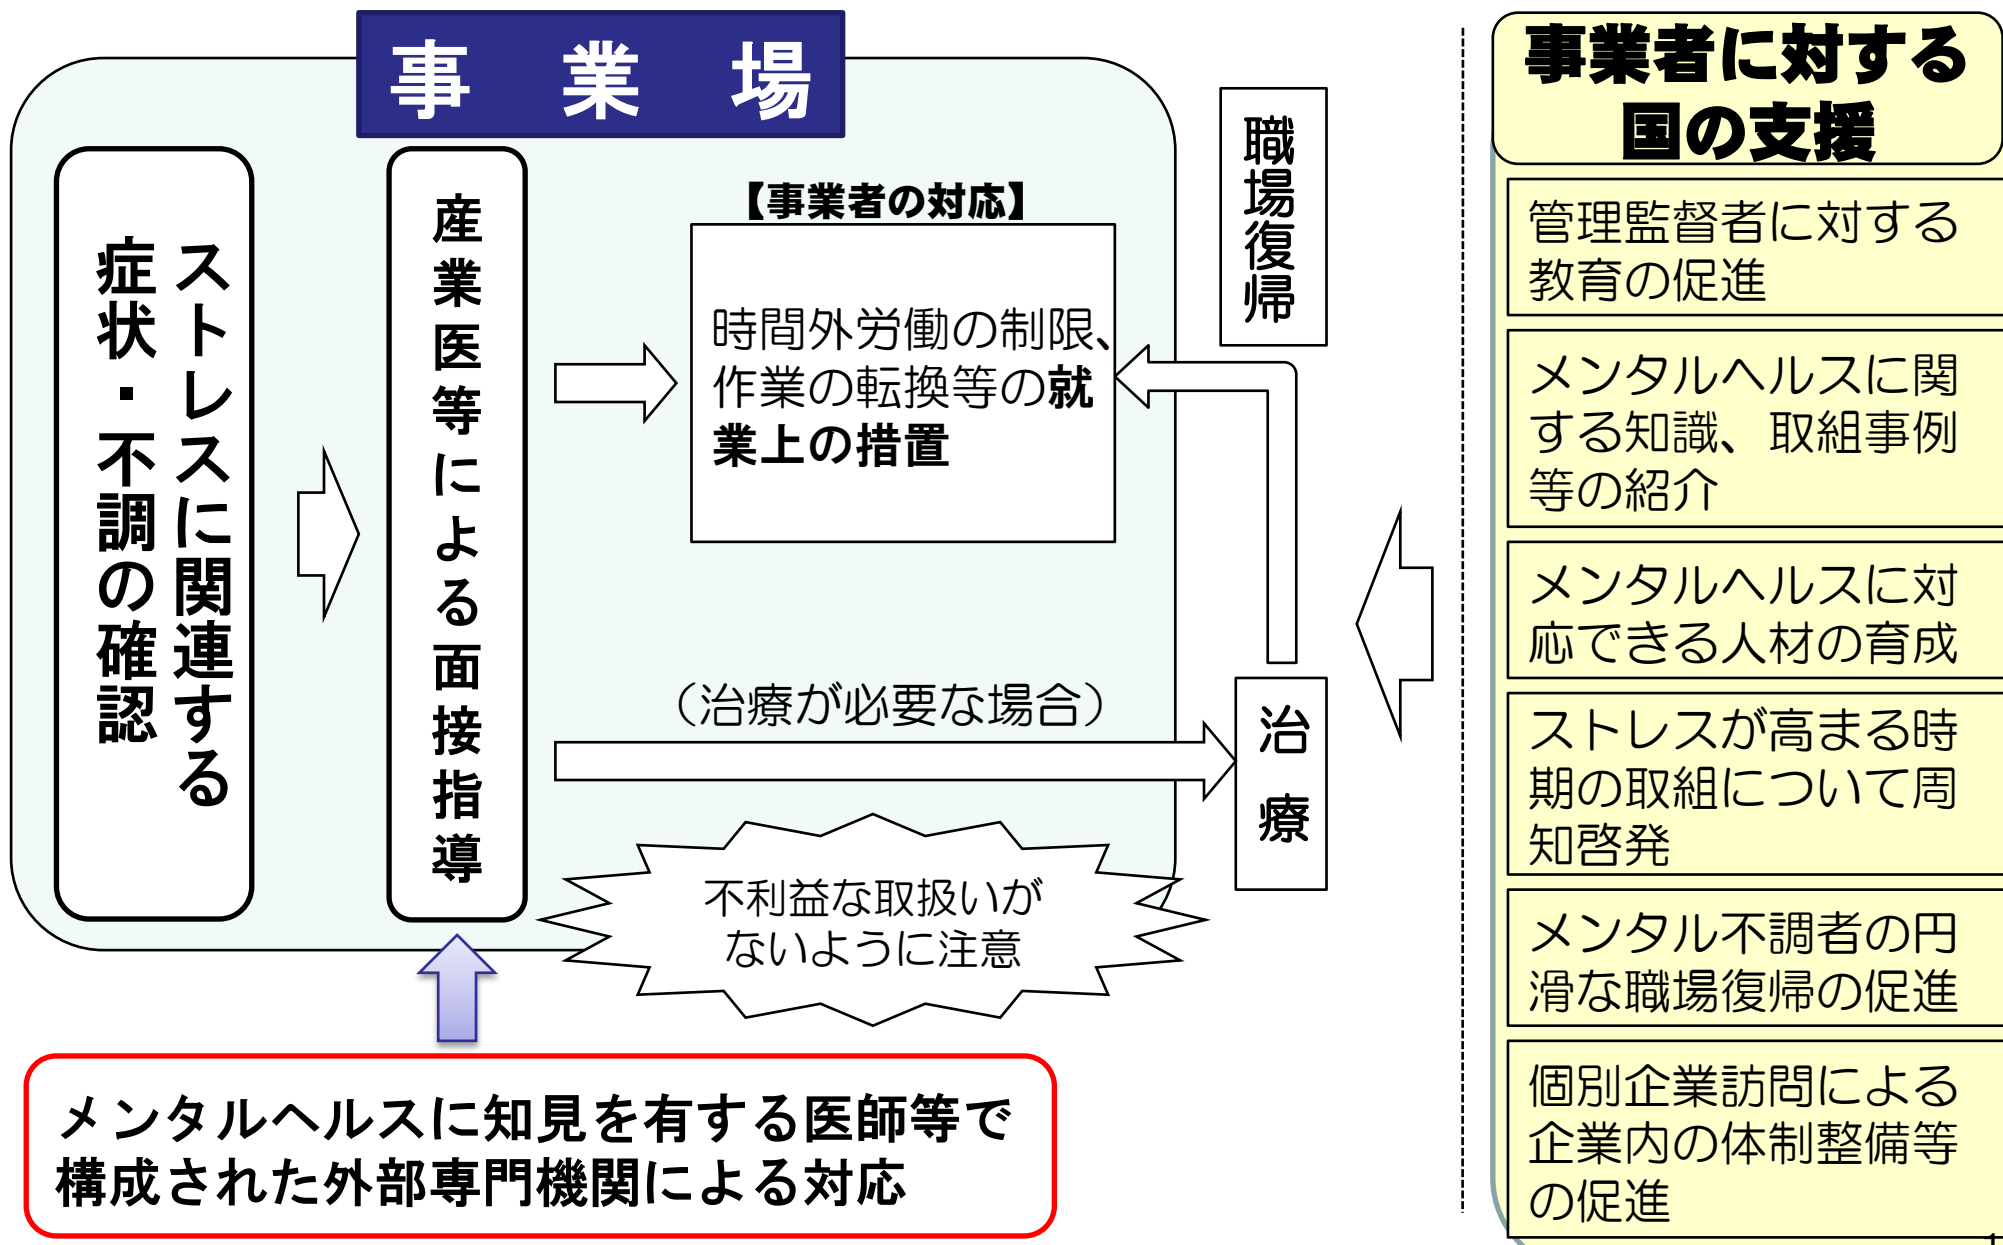 事業場
ストレスに関連する
症状・不調の確認
産業医等による面接指導
【事業者の対応】
時間外労働の制限、
作業の転換等の就
業上の措置
職場復帰
（治療が必要な場合）
治療
不利益な取扱いが
ないように注意
メンタルヘルスに知見を有する医師等で
構成された外部専門機関による対応
事業者に対する
国の支援
管理監督者に対する
教育の促進
メンタルヘルスに関
する知識、取組事例
等の紹介
メンタルヘルスに対
応できる人材の育成
ストレスが高まる時
期の取組について周
知啓発
メンタル不調者の円
滑な職場復帰の促進
個別企業訪問による
企業内の体制整備等
の促進